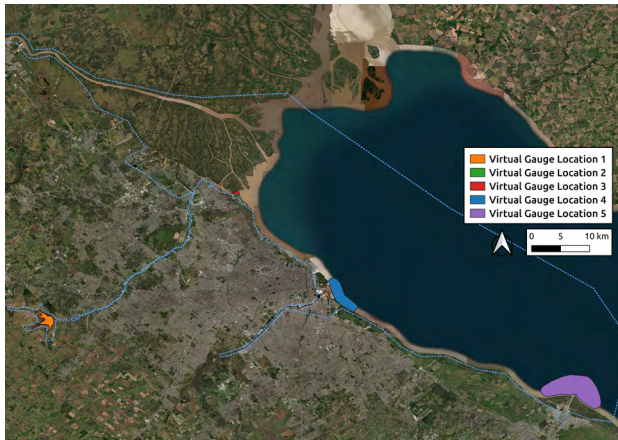 Virtual Gauge Location 1
Virtual Gauge Location 2
Virtual Gauge Location 3
Virtual Gauge Location 4
Virtual Gauge Location 5
0 5 10 km